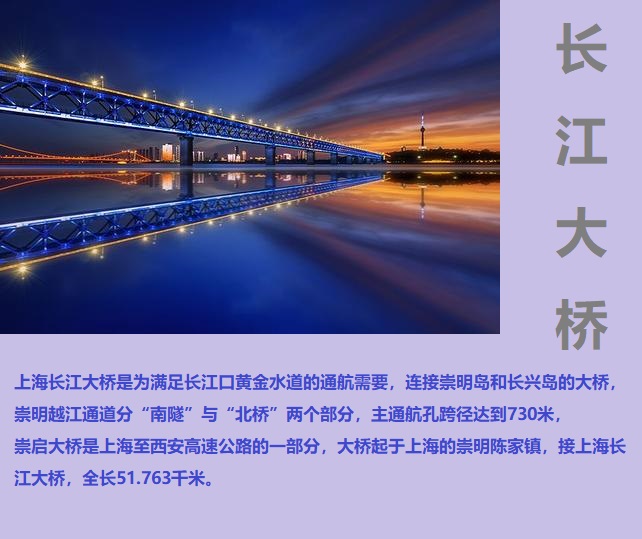 长江大桥
上海长江大桥是为满足长江口黄金水道的通航需要，连接崇明岛和长兴岛的大桥，
崇明越江通道分“南隧”与“北桥”两个部分，主通航孔跨径达到730米，
崇启大桥是上海至西安高速公路的一部分，大桥起于上海的崇明陈家镇，接上海长
江大桥，全长51.763千米。